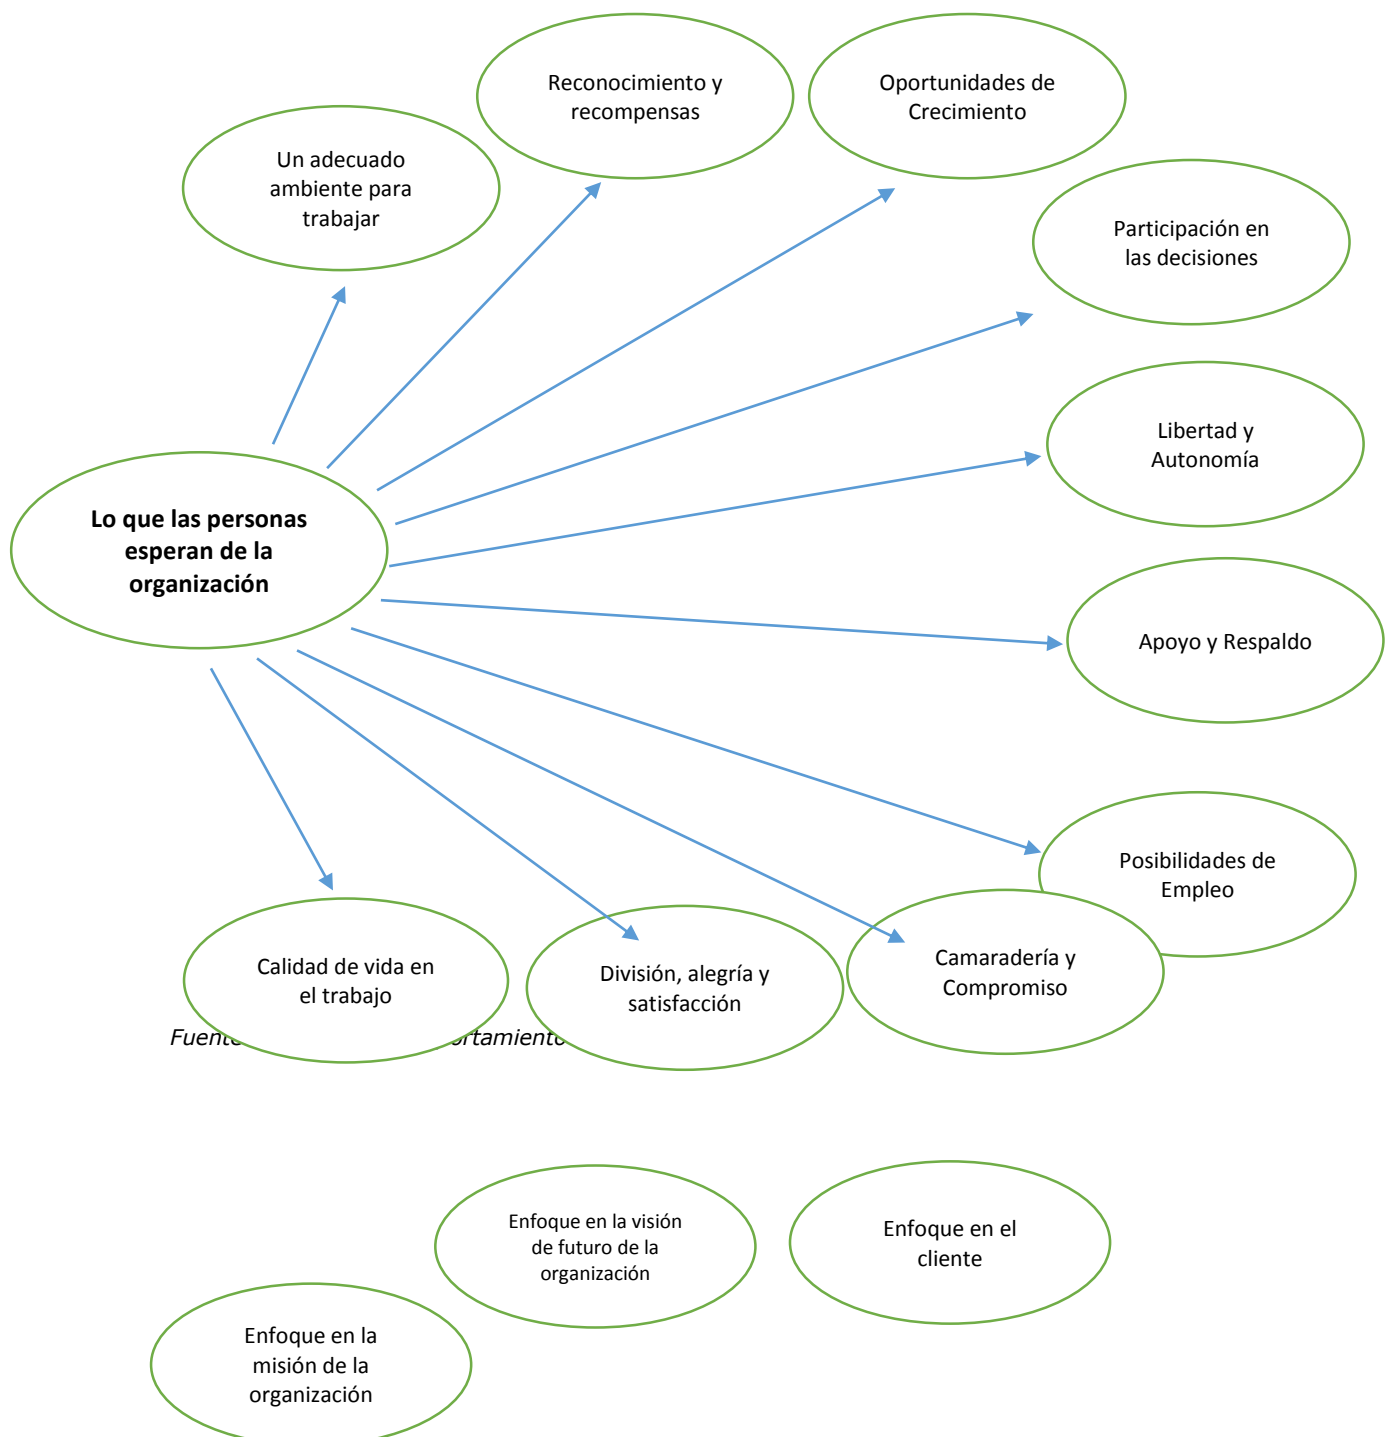 Reconocimiento y
recompensas
Oportunidades de
Crecimiento
Un adecuado
ambiente para
trabajar
Participación en
las decisiones
Libertad y
Autonomía
Lo que las personas
esperan de la
organización
Apoyo y Respaldo
Posibilidades de
Empleo
Camaradería y
Compromiso
División, alegría y
satisfacción
Calidad de vida en
el trabajo
Enfoque en la visión
de futuro de la
organización
Enfoque en el
cliente
Enfoque en la
misión de la
organización